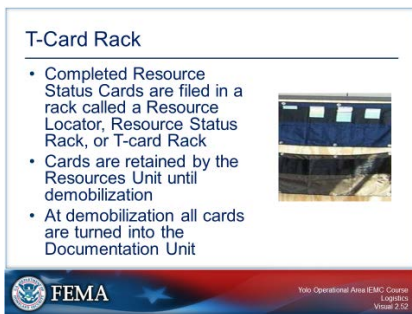 T-Card Rack
• Completed Resource
Status Cards are filed in a
rack called a Resource
Locator, Resource Status
Rack, or T-card Rack
• Cards are retained by the
Resources Unit until
demobilization
• At demobilization all cards
are turned into the
Documentation Unit
FEMA
Yolo Operational Area IEMC Course
Logistics
Visual 2.52